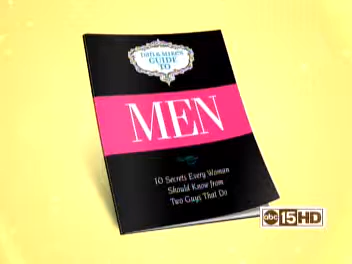 GUIDE
TO
MEN
10 Secrets Every Woman
Should Know from
Two Guys That Do
abc 15 HD